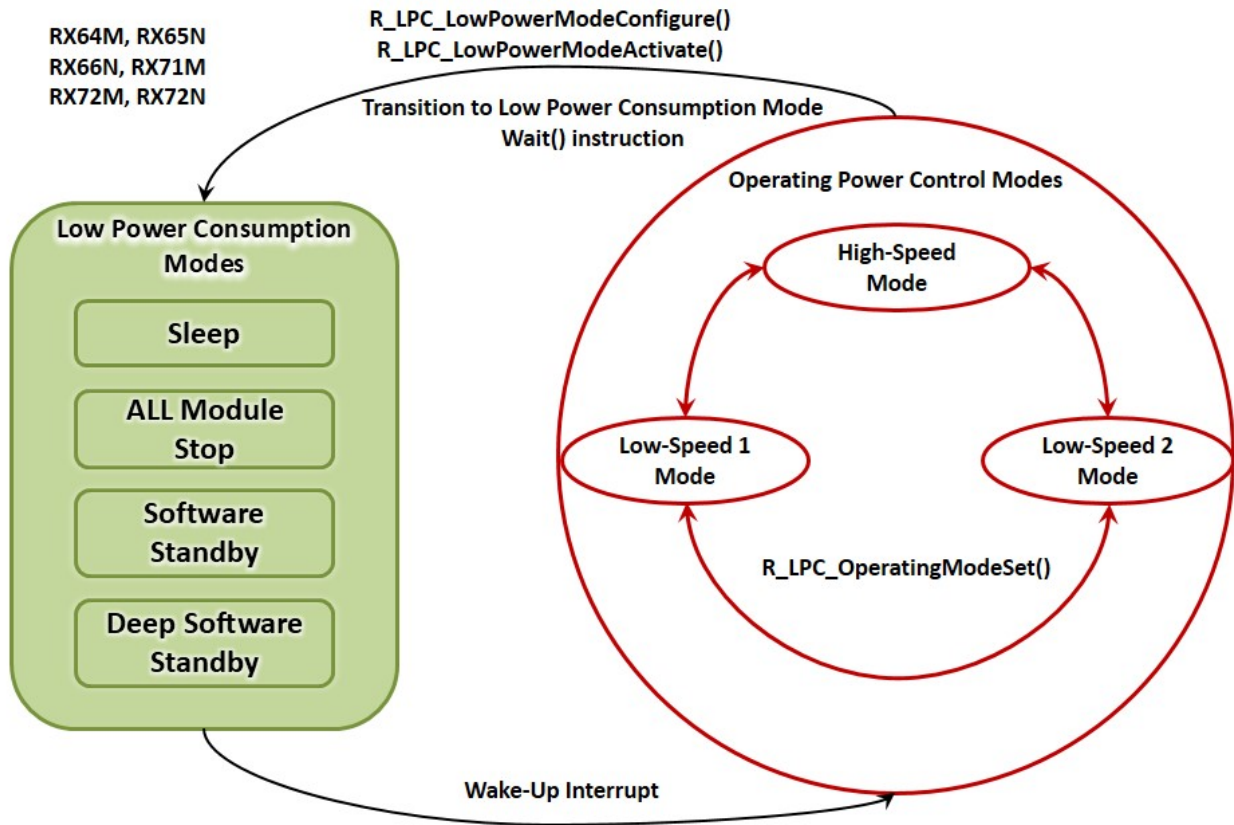 RX64M, RX65N
RX66N, RX71M
RX72M, RX72N
R_LPC_LowPowerModeConfigure()
R_LPC_LowPowerModeActivate()
Transition to Low Power Consumption Mode
Wait() instruction
Low Power Consumption
Modes
Sleep
ALL Module
Stop
Software
Standby
Deep Software
Standby
Operating Power Control Modes
High-Speed
Mode
Low-Speed 1
Mode
Low-Speed 2
Mode
R_LPC_OperatingModeSet()
Wake-Up Interrupt